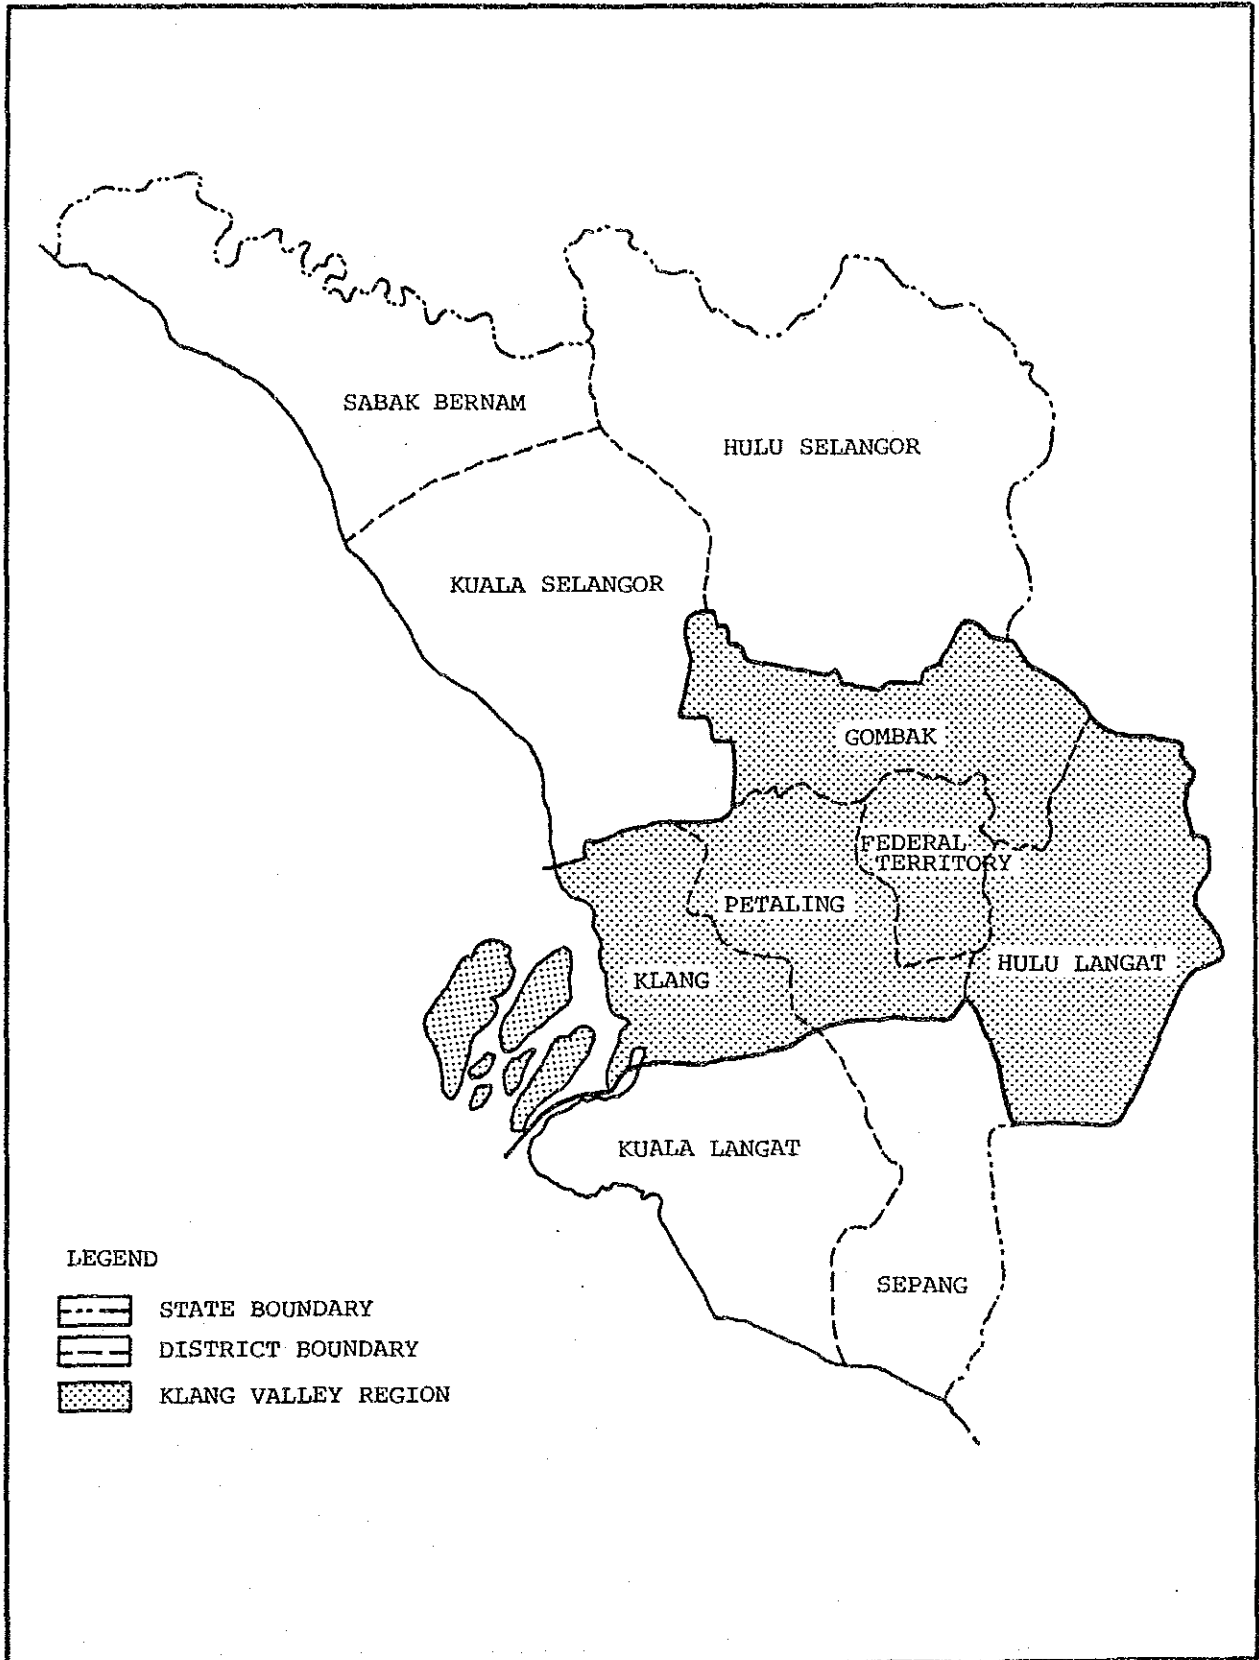 SABAK BERNAM
HULU SELANGOR
KUALA SELANGOR
GOMBAK
FEDERAL
TERRITORY
PETALING
HULU LANGAT
KLANG
KUALA LANGAT
SEPANG
LEGEND
STATE BOUNDARY
DISTRICT BOUNDARY
KLANG VALLEY REGION